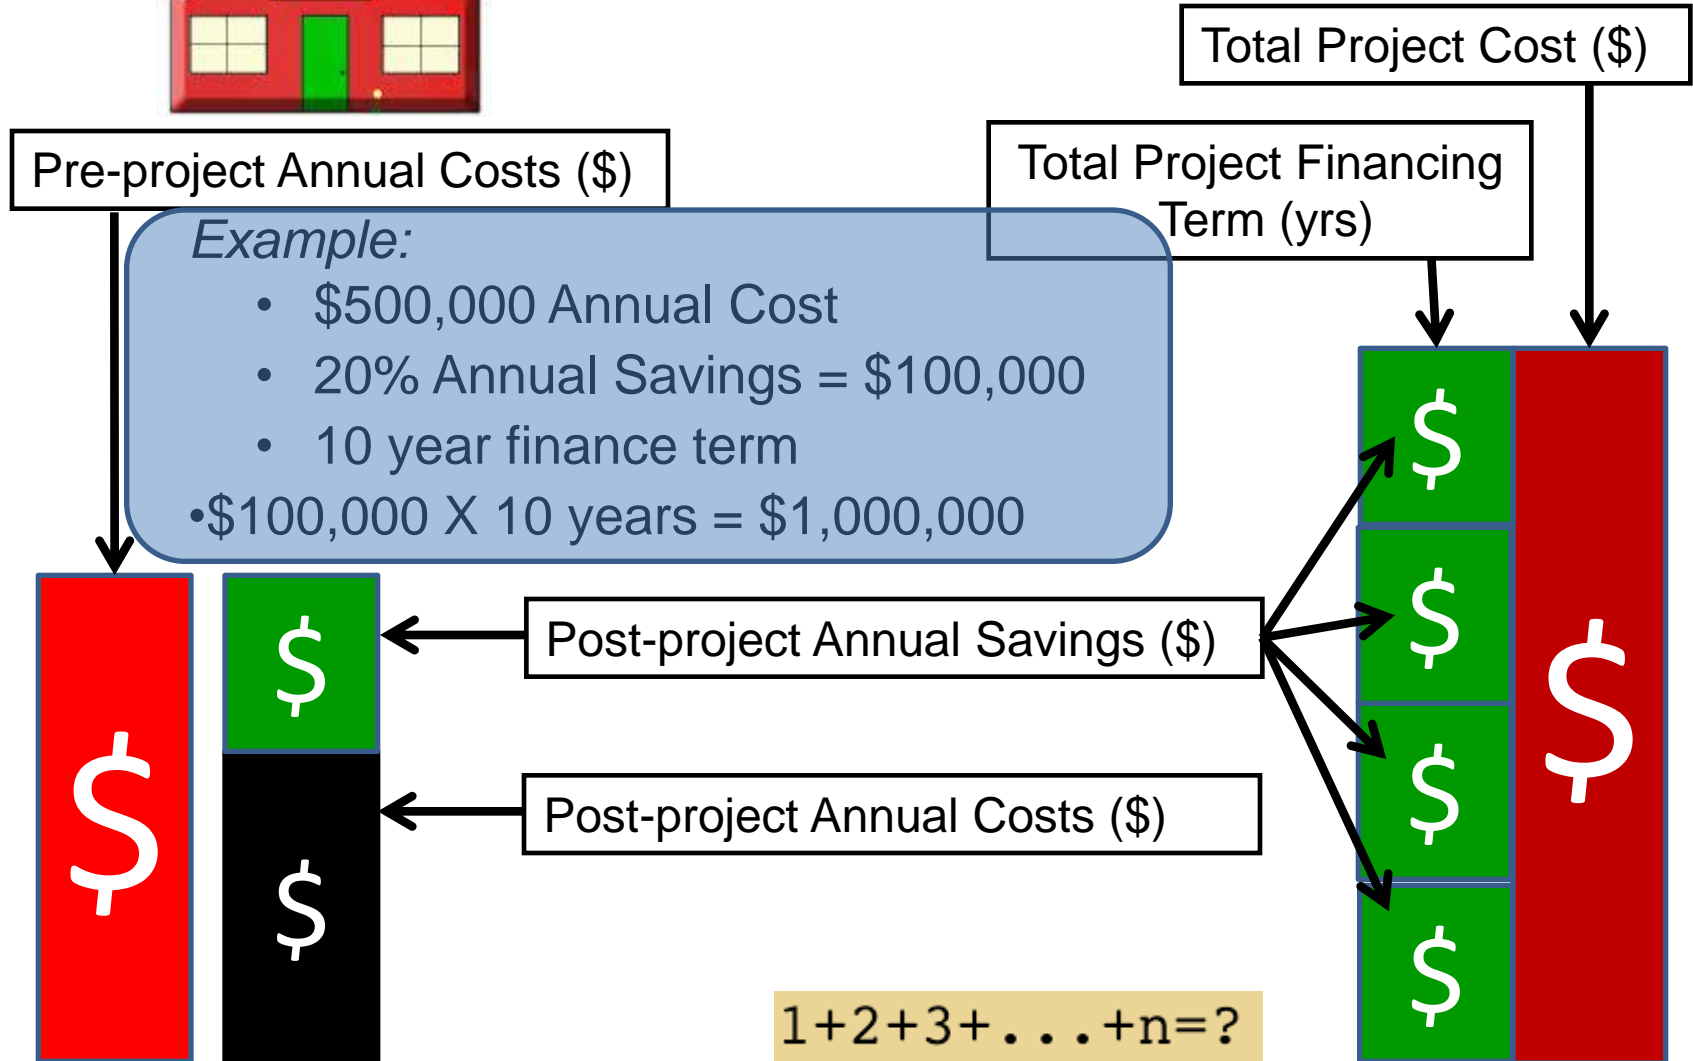 Total Project Cost ($)
Pre-project Annual Costs ($)
Total Project Financing
Term (yrs)
Example:
• $500,000 Annual Cost
• 20% Annual Savings = $100,000
• 10 year finance term
•$100,000 X 10 years = $1,000,000
$
$
$
Post-project Annual Savings ($)
Post-project Annual Costs ($)
$
$
$
$
$
1+2+3+...+n=?